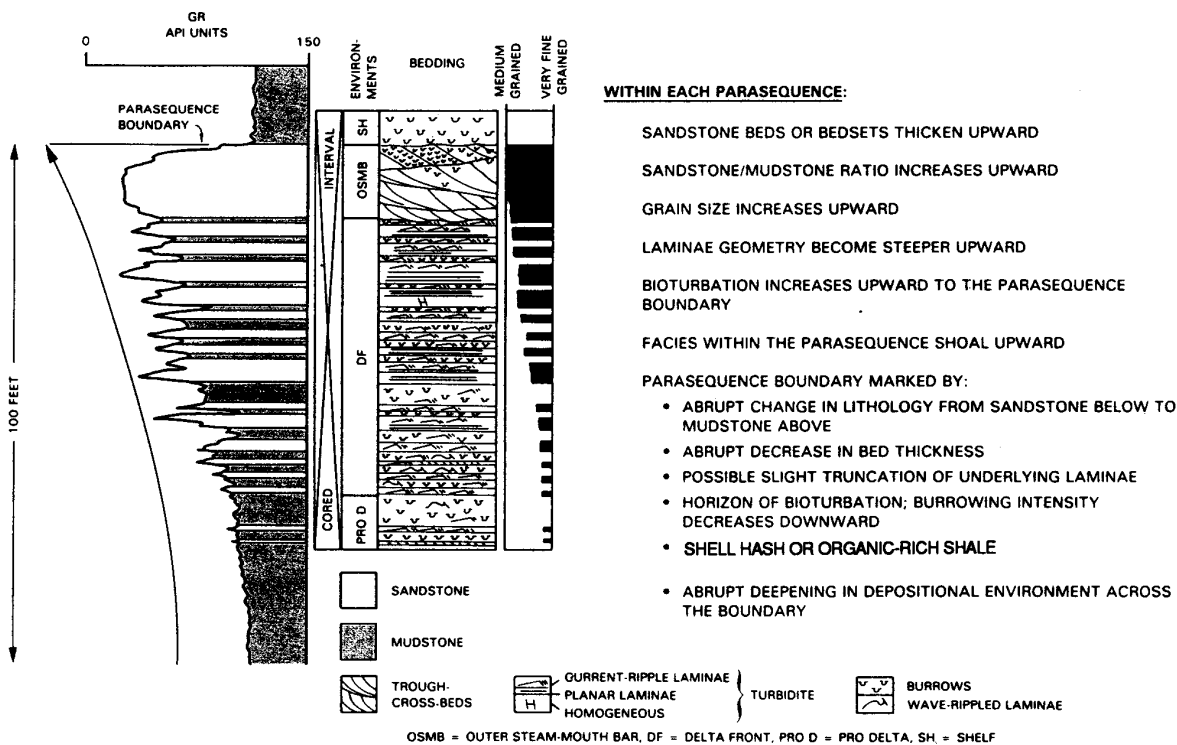 GR
API UNITS
0
150
PARASEQUENCE
BOUNDARY
100 FEET
INTERVAL
CORED
ENVIRON-
MENTS
SH
OSMB
DF
PRO D
BEDDING
H
MEDIUM
GRAINED
VERY FINE
GRAINED
WITHIN EACH PARASEQUENCE:
SANDSTONE BEDS OR BEDSETS THICKEN UPWARD
SANDSTONE/MUDSTONE RATIO INCREASES UPWARD
GRAIN SIZE INCREASES UPWARD
LAMINAE GEOMETRY BECOME STEEPER UPWARD
BIOTURBATION INCREASES UPWARD TO THE PARASEQUENCE
BOUNDARY
FACIES WITHIN THE PARASEQUENCE SHOAL UPWARD
PARASEQUENCE BOUNDARY MARKED BY:
• ABRUPT CHANGE IN LITHOLOGY FROM SANDSTONE BELOW TO
MUDSTONE ABOVE
• ABRUPT DECREASE IN BED THICKNESS
• POSSIBLE SLIGHT TRUNCATION OF UNDERLYING LAMINAE
• HORIZON OF BIOTURBATION; BURROWING INTENSITY
DECREASES DOWNWARD
• SHELL HASH OR ORGANIC-RICH SHALE
• ABRUPT DEEPENING IN DEPOSITIONAL ENVIRONMENT ACROSS
THE BOUNDARY
SANDSTONE
MUDSTONE
TROUGH-
CROSS-BEDS
CURRENT-RIPPLE LAMINAE
PLANAR LAMINAE
H
HOMOGENEOUS
TURBIDITE
BURROWS
WAVE-RIPPLED LAMINAE
OSMB = OUTER STEAM-MOUTH BAR, DF = DELTA FRONT, PRO D = PRO DELTA, SH = SHELF